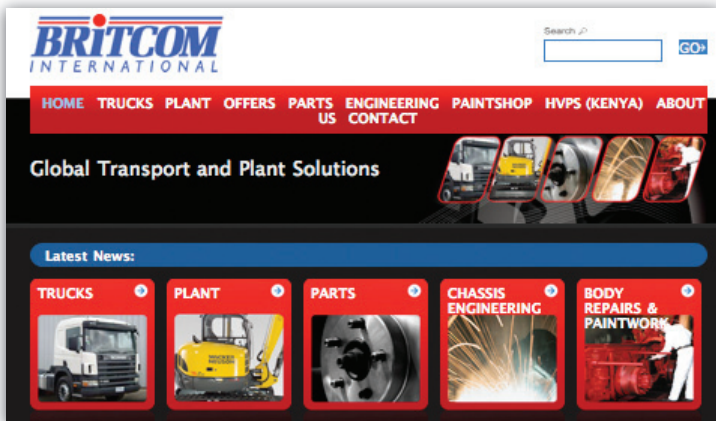 BRITCOM
INTERNATIONAL
Search
GO
HOME TRUCKS PLANT OFFERS PARTS ENGINEERING PAINTSHOP HVPS (KENYA) ABOUT
US CONTACT
Global Transport and Plant Solutions
Latest News:
TRUCKS
PLANT
PARTS
CHASSIS
ENGINEERING
BODY
REPAIRS &
PAINTWORK